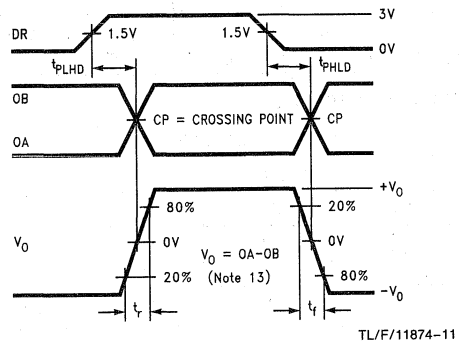 3V
DR 1.5V 1.5V
0V
tPLHD tPHLD
OB
CP = CROSSING POINT CP
OA
+VO
80% 20%
VO 0V VO = OA-OB 0V
20% (Note 13) 80%
tr tf
-VO
TL/F/11874-11